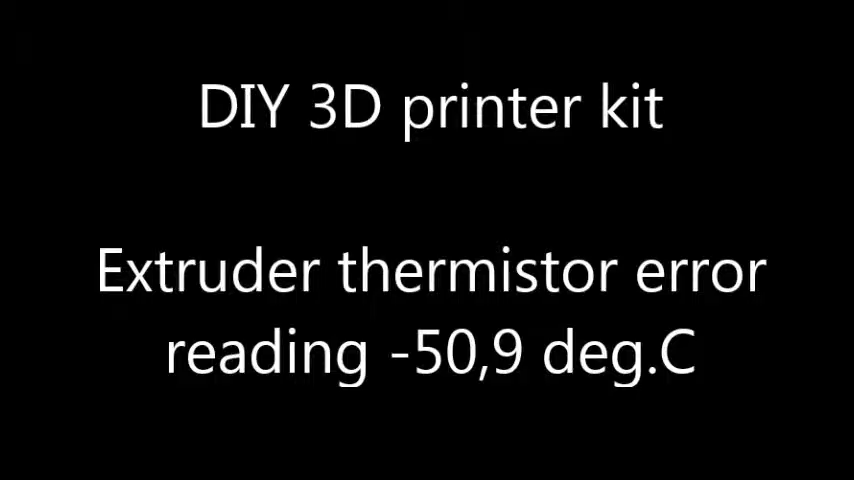 DIY 3D printer kit
Extruder thermistor error
reading -50,9 deg.C